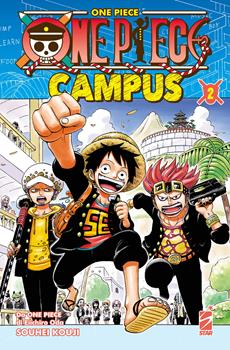 ONE PIECE
ONE PIECE
CAMPUS
2
SE
Da ONE PIECE
di Eiichiro Oda
SOUHEI KOUJI
STAR